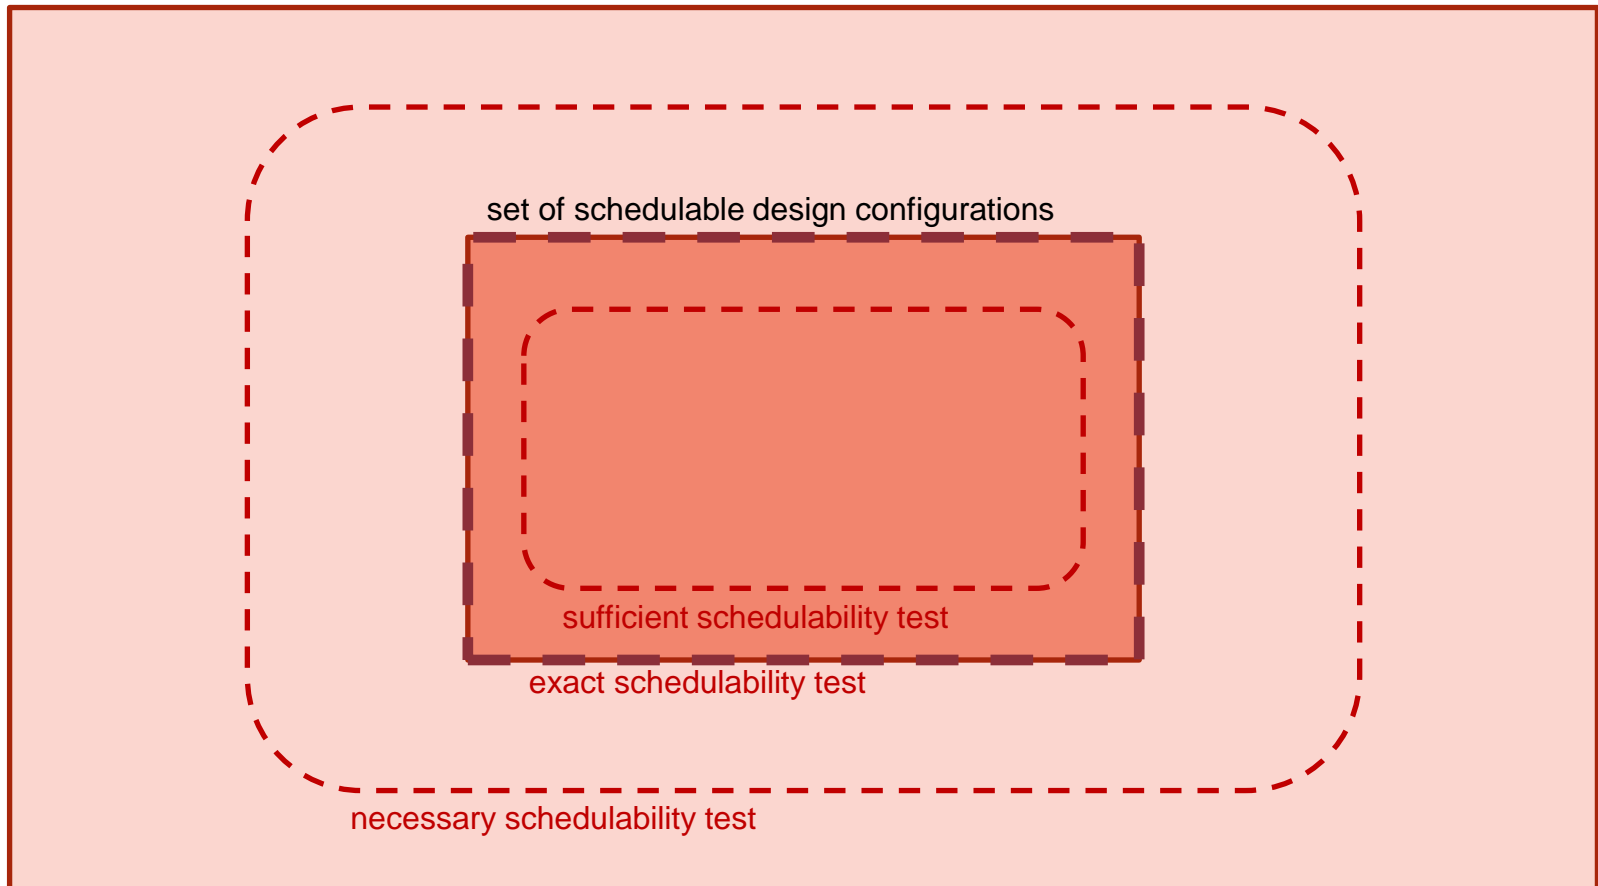 set of schedulable design configurations
sufficient schedulability test
exact schedulability test
necessary schedulability test